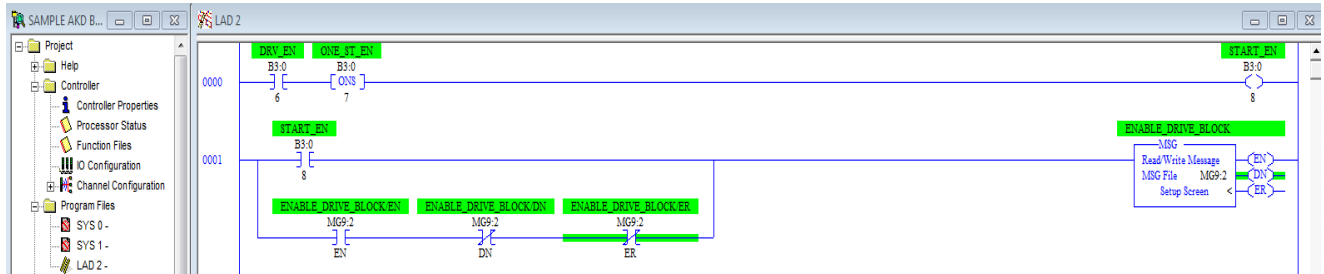 SAMPLE AKD B...
Project
Help
Controller
Controller Properties
Processor Status
Function Files
IO Configuration
Channel Configuration
Program Files
SYS 0 -
SYS 1 -
LAD 2 -
LAD 2
DRV_EN ONE_ST_EN START_EN
B3:0 B3:0 B3:0
0000 ONS
6 7 8
START_EN ENABLE_DRIVE_BLOCK
B3:0 MSG
0001 Read/Write Message EN
8 MSG File MG9:2 DN
Setup Screen < ER
ENABLE_DRIVE_BLOCK/EN ENABLE_DRIVE_BLOCK/DN ENABLE_DRIVE_BLOCK/ER
MG9:2 MG9:2 MG9:2
EN DN ER